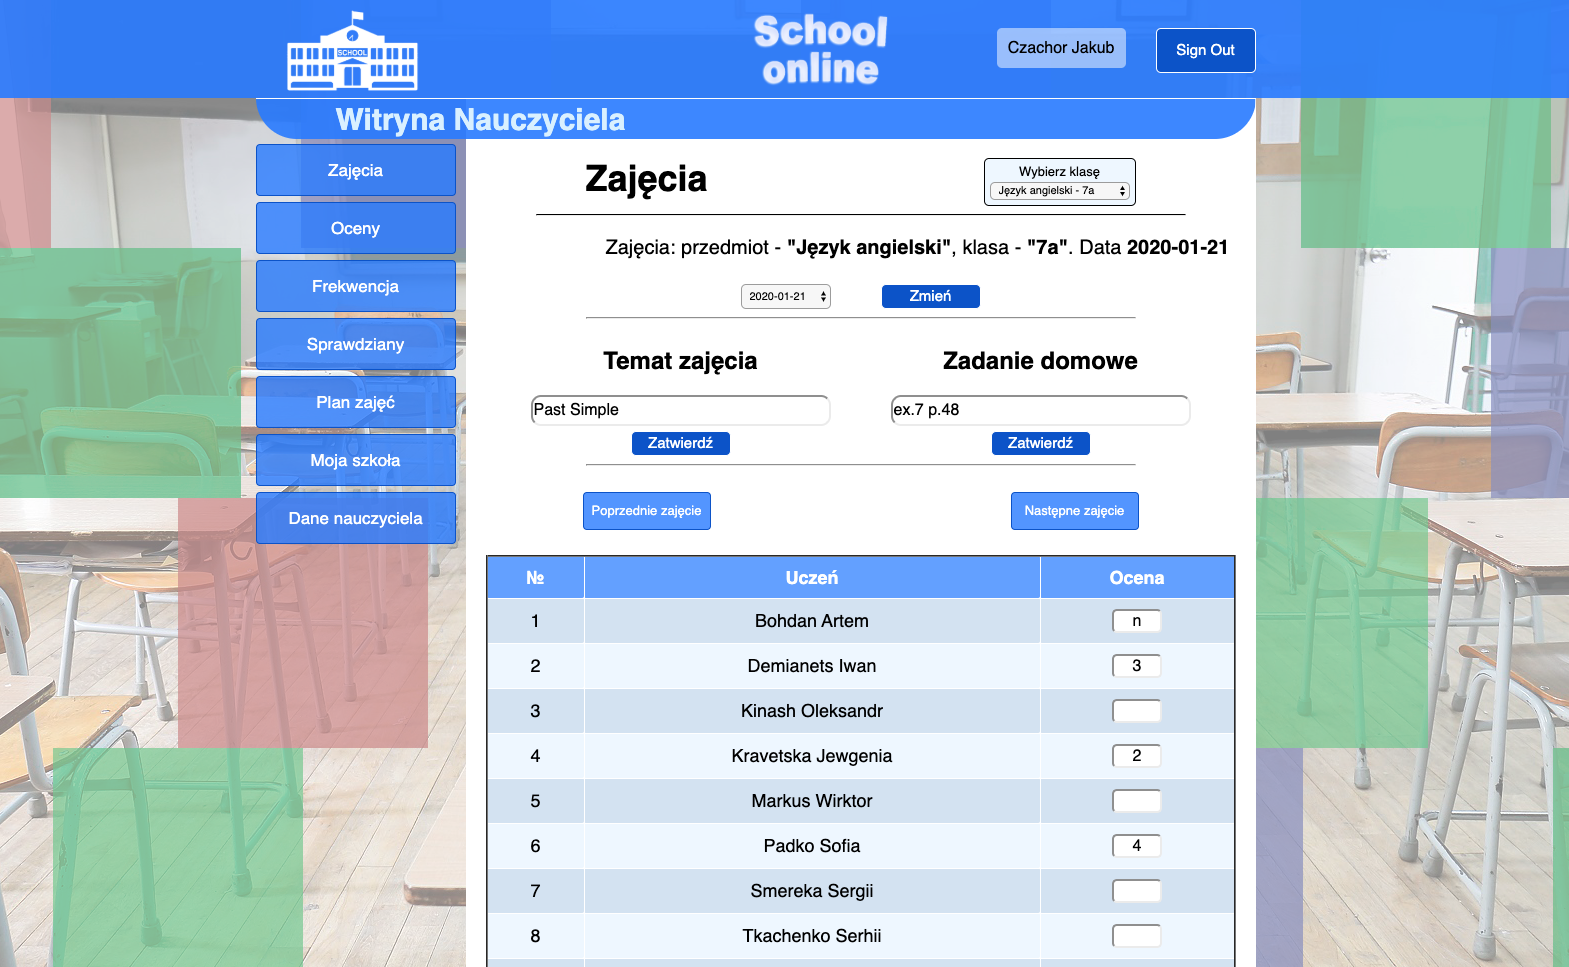 SCHOOL
School
online
Czachor Jakub
Sign Out
Witryna Nauczyciela
Zajęcia
Oceny
Frekwencja
Sprawdziany
Plan zajęć
Moja szkoła
Dane nauczyciela
Zajęcia
Wybierz klasę
Język angielski - 7a
Zajęcia: przedmiot - "Język angielski", klasa - "7a". Data 2020-01-21
2020-01-21
Zmień
Temat zajęcia
Zadanie domowe
Past Simple
ex.7 p.48
Zatwierdź
Zatwierdź
Poprzednie zajęcie
Następne zajęcie
№ Uczeń Ocena
1 Bohdan Artem n
2 Demianets Iwan 3
3 Kinash Oleksandr
4 Kravetska Jewgenia 2
5 Markus Wirktor
6 Padko Sofia 4
7 Smereka Sergii
8 Tkachenko Serhii